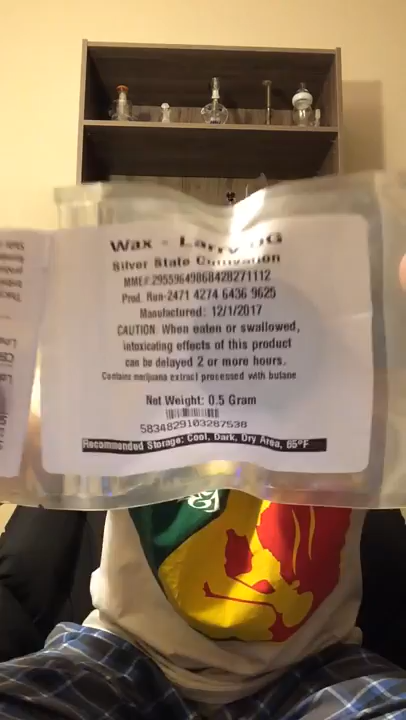 Wax - Larry OG
Silver State Cultivation
MME#:29559649868428271112
Prod. Run-2471 4274 6436 9625
Manufactured: 12/1/2017
CAUTION: When eaten or swallowed,
intoxicating effects of this product
can be delayed 2 or more hours.
Contains marijuana extract processed with butane
Net Weight: 0.5 Gram
5834829103287538
Recommended Storage: Cool, Dark, Dry Area, 65°F